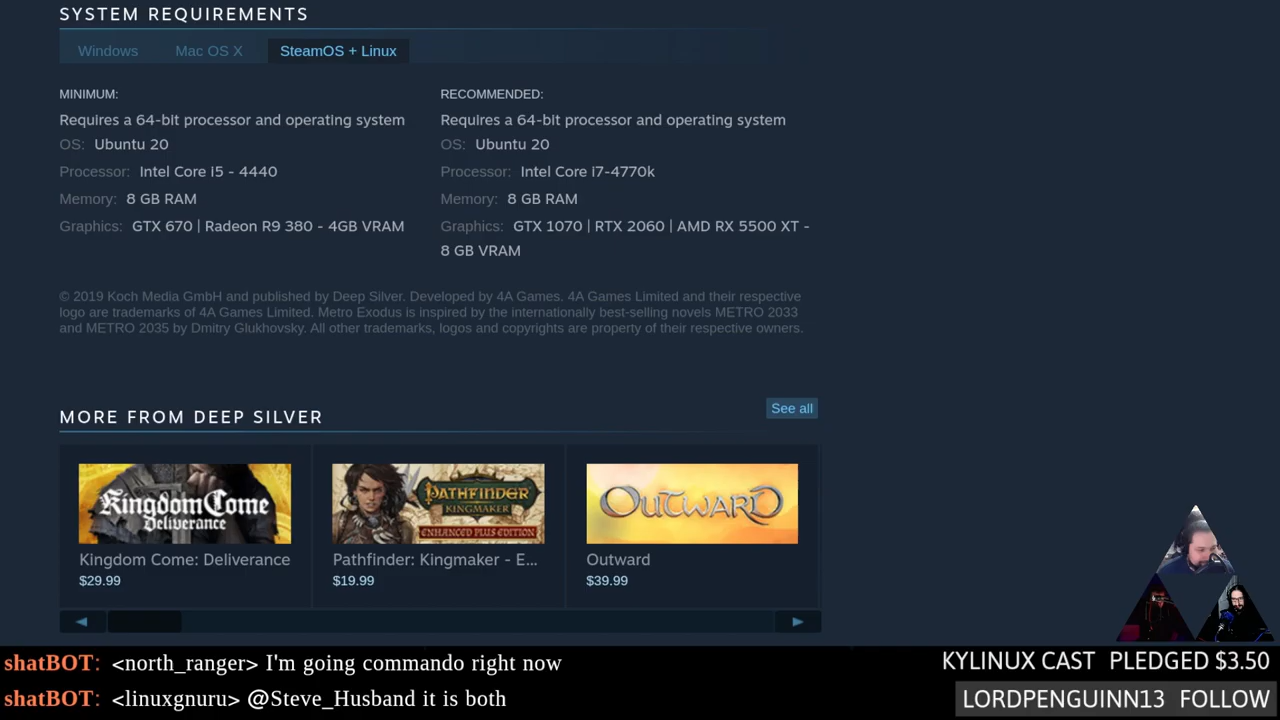 SYSTEM REQUIREMENTS
Windows Mac OS X SteamOS + Linux
MINIMUM:
Requires a 64-bit processor and operating system
OS: Ubuntu 20
Processor: Intel Core i5 - 4440
Memory: 8 GB RAM
Graphics: GTX 670 | Radeon R9 380 - 4GB VRAM
RECOMMENDED:
Requires a 64-bit processor and operating system
OS: Ubuntu 20
Processor: Intel Core i7-4770k
Memory: 8 GB RAM
Graphics: GTX 1070 | RTX 2060 | AMD RX 5500 XT -
8 GB VRAM
© 2019 Koch Media GmbH and published by Deep Silver. Developed by 4A Games. 4A Games Limited and their respective
logo are trademarks of 4A Games Limited. Metro Exodus is inspired by the internationally best-selling novels METRO 2033
and METRO 2035 by Dmitry Glukhovsky. All other trademarks, logos and copyrights are property of their respective owners.
MORE FROM DEEP SILVER
See all
Kingdom Come
Deliverance
Kingdom Come: Deliverance
$29.99
PATHFINDER
KINGMAKER
ENHANCED PLUS EDITION
Pathfinder: Kingmaker - E...
$19.99
OUTWARD
Outward
$39.99
shatBOT: <north_ranger> I'm going commando right now
shatBOT: <linuxgnuru> @Steve_Husband it is both
KYLINUX CAST PLEDGED $3.50
LORDPENGUINN13 FOLLOW